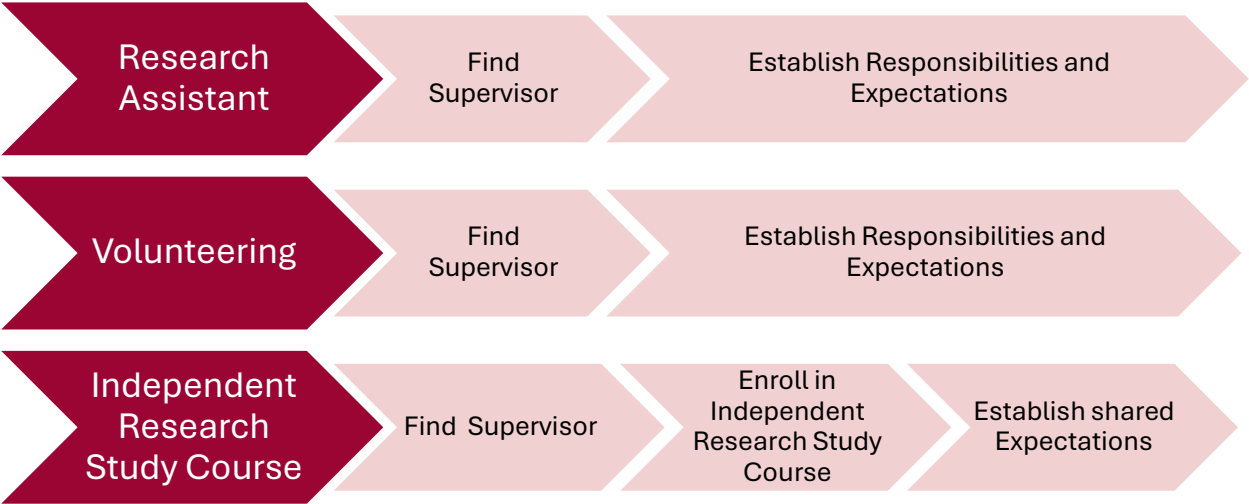 Research
Assistant
Find
Supervisor
Establish Responsibilities and
Expectations
Volunteering
Find
Supervisor
Establish Responsibilities and
Expectations
Independent
Research
Study Course
Find  Supervisor
Enroll in
Independent
Research Study
Course
Establish shared
Expectations